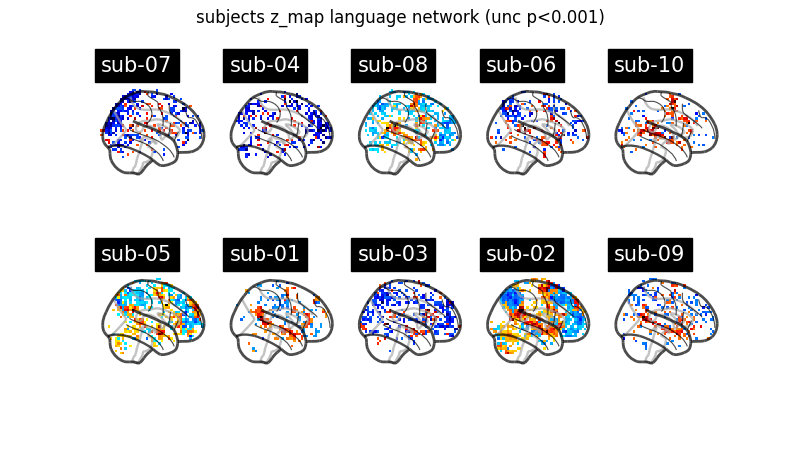 subjects z_map language network (unc p<0.001)
sub-07
sub-04
sub-08
sub-06
sub-10
sub-05
sub-01
sub-03
sub-02
sub-09